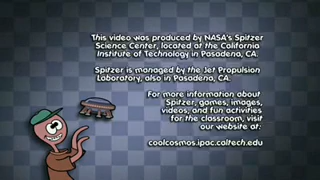 This video was produced by NASA's Spitzer
Science Center, located at the California
Institute of Technology in Pasadena, CA.
Spitzer is managed by the Jet Propulsion
Laboratory, also in Pasadena, CA.
For more information about
Spitzer, games, images,
videos, and fun activities
for the classroom, visit
our website at:
coolcosmos.ipac.caltech.edu